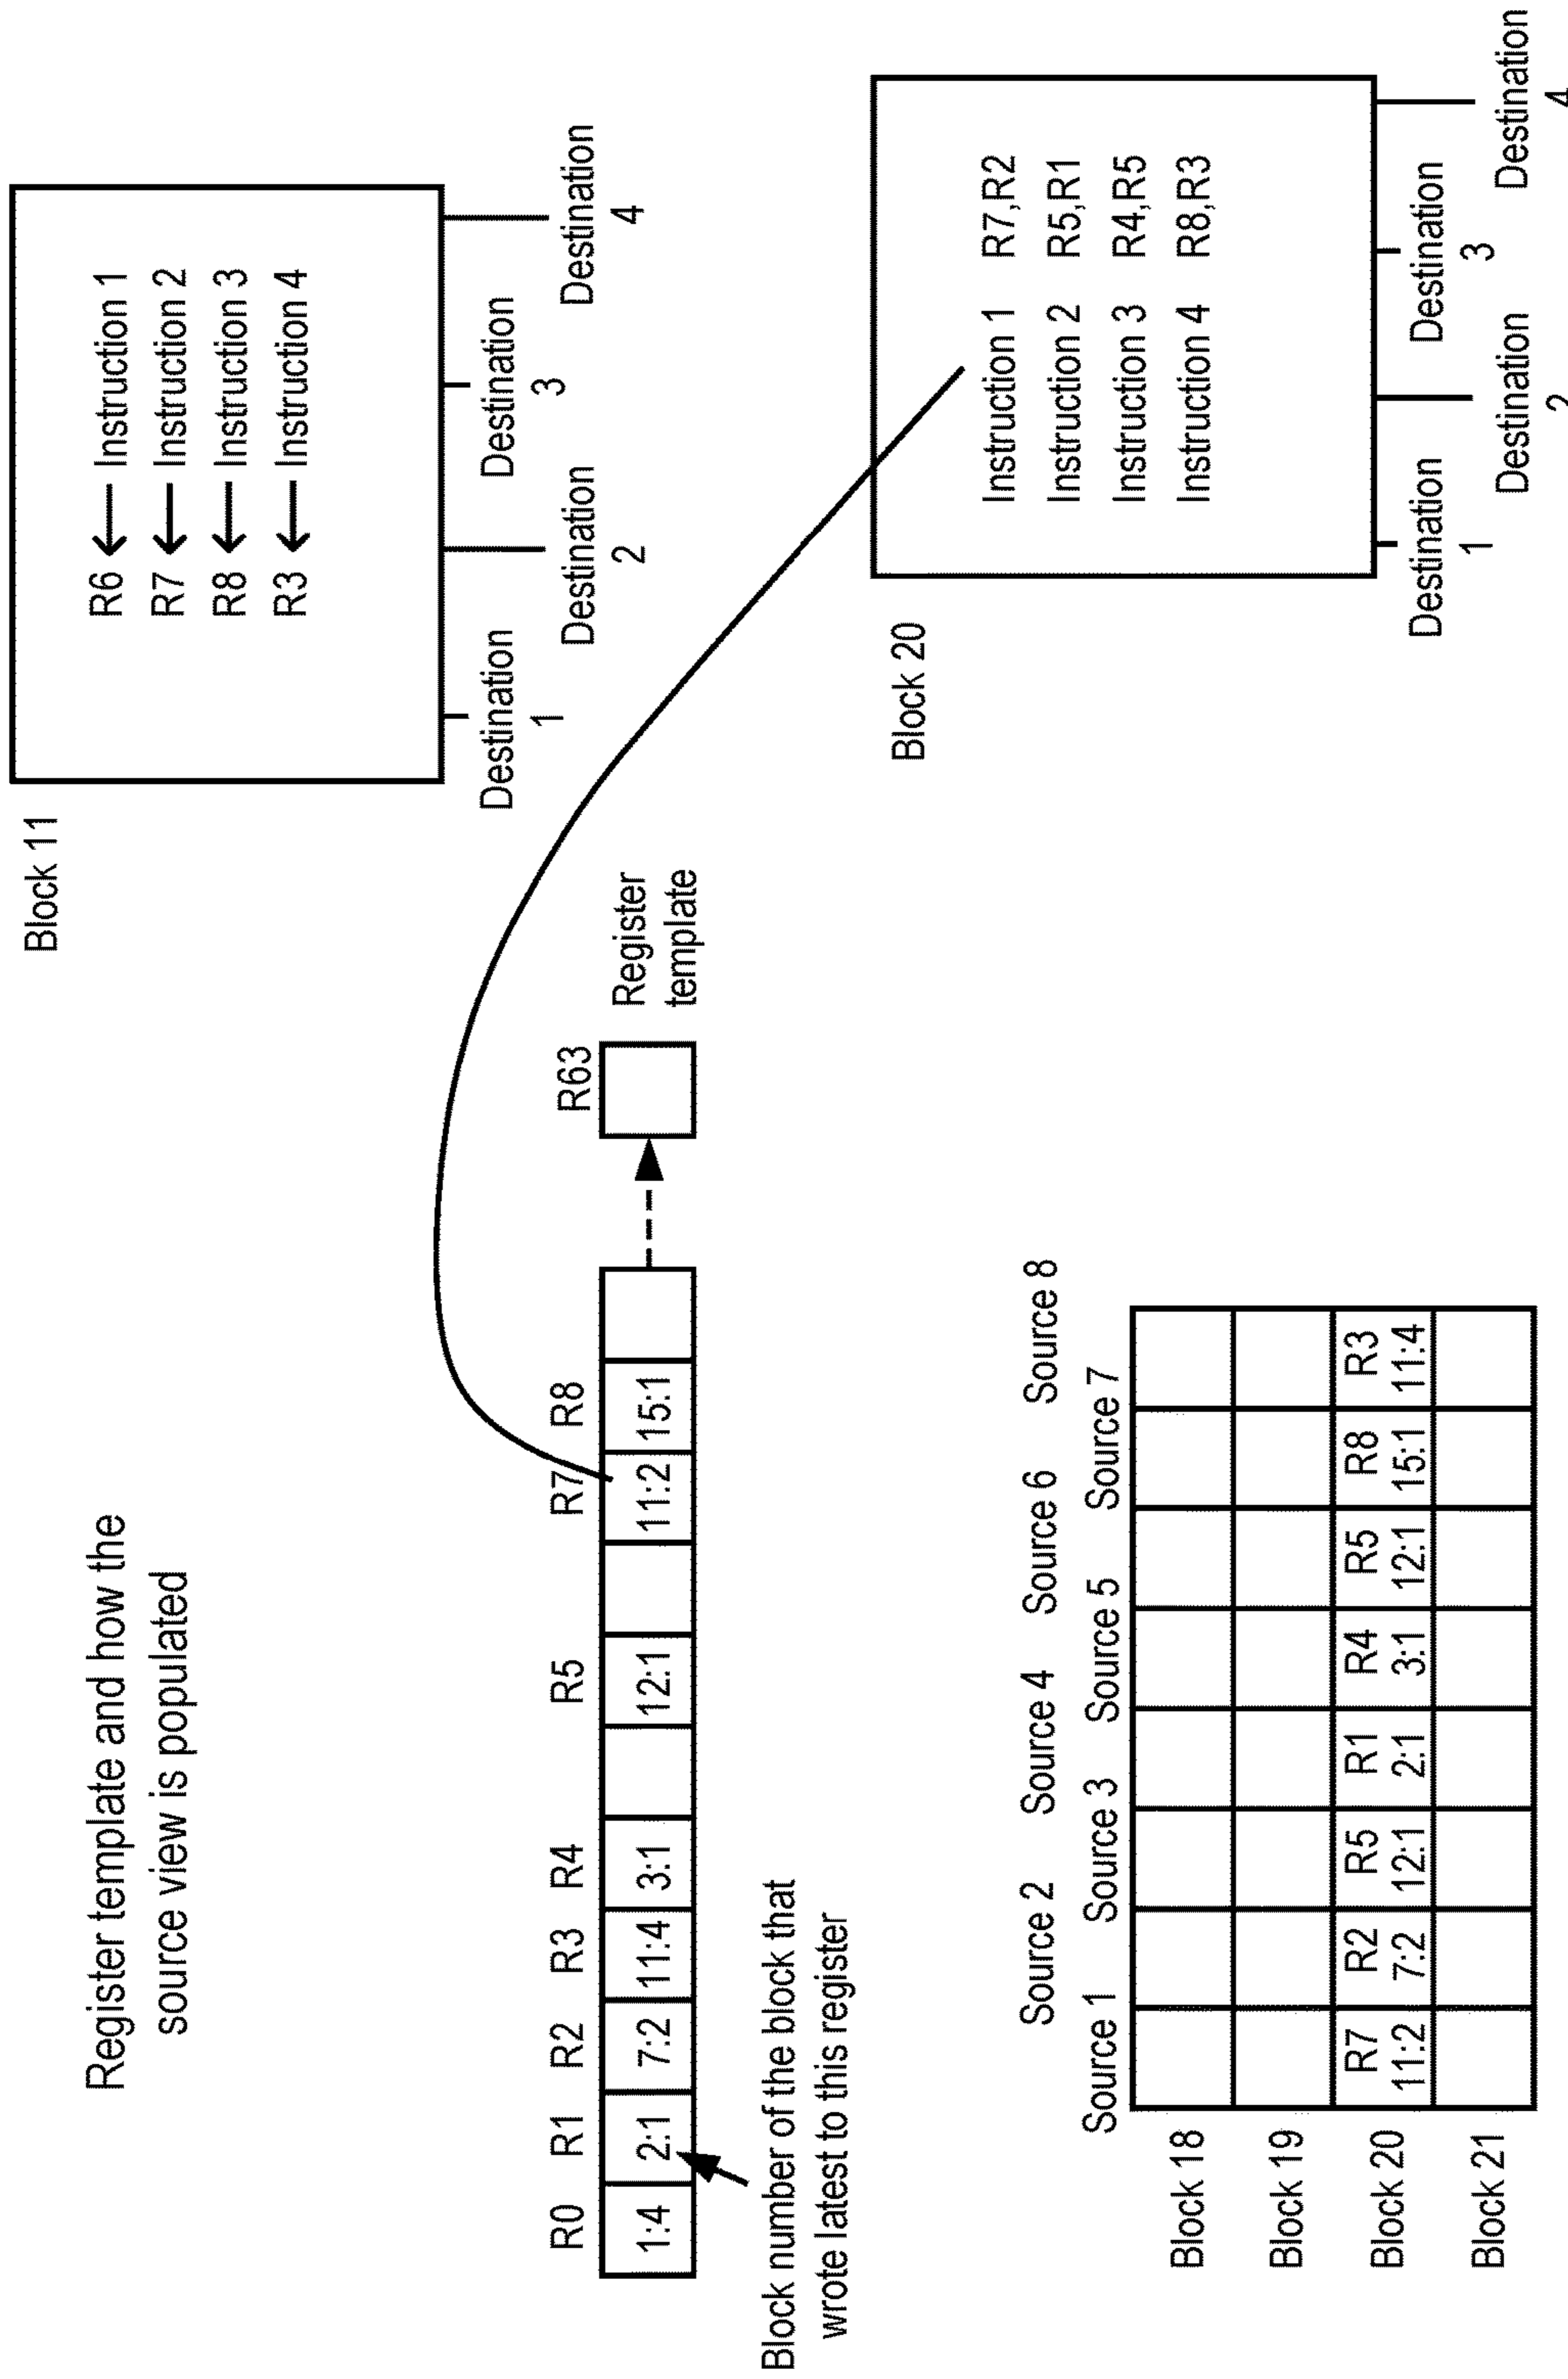 Register template and how the
source view is populated
Block 11
R6 ← Instruction 1
R7 ← Instruction 2
R8 ← Instruction 3
R3 ← Instruction 4
Destination
1
Destination
2
Destination
3
Destination
4
R0 R1 R2 R3 R4 R5 R7 R8 R63
1:4 2:1 7:2 11:4 3:1 12:1 11:2 15:1
Register
template
Block number of the block that
wrote latest to this register
Block 20
Instruction 1 R7,R2
Instruction 2 R5,R1
Instruction 3 R4,R5
Instruction 4 R8,R3
Destination
1
Destination
2
Destination
3
Destination
4
Source 2 Source 4 Source 6 Source 8
Source 1 Source 3 Source 5 Source 7
Block 18
Block 19
Block 20
R7 R2 R5 R1 R4 R5 R8 R3
11:2 7:2 12:1 2:1 3:1 12:1 15:1 11:4
Block 21